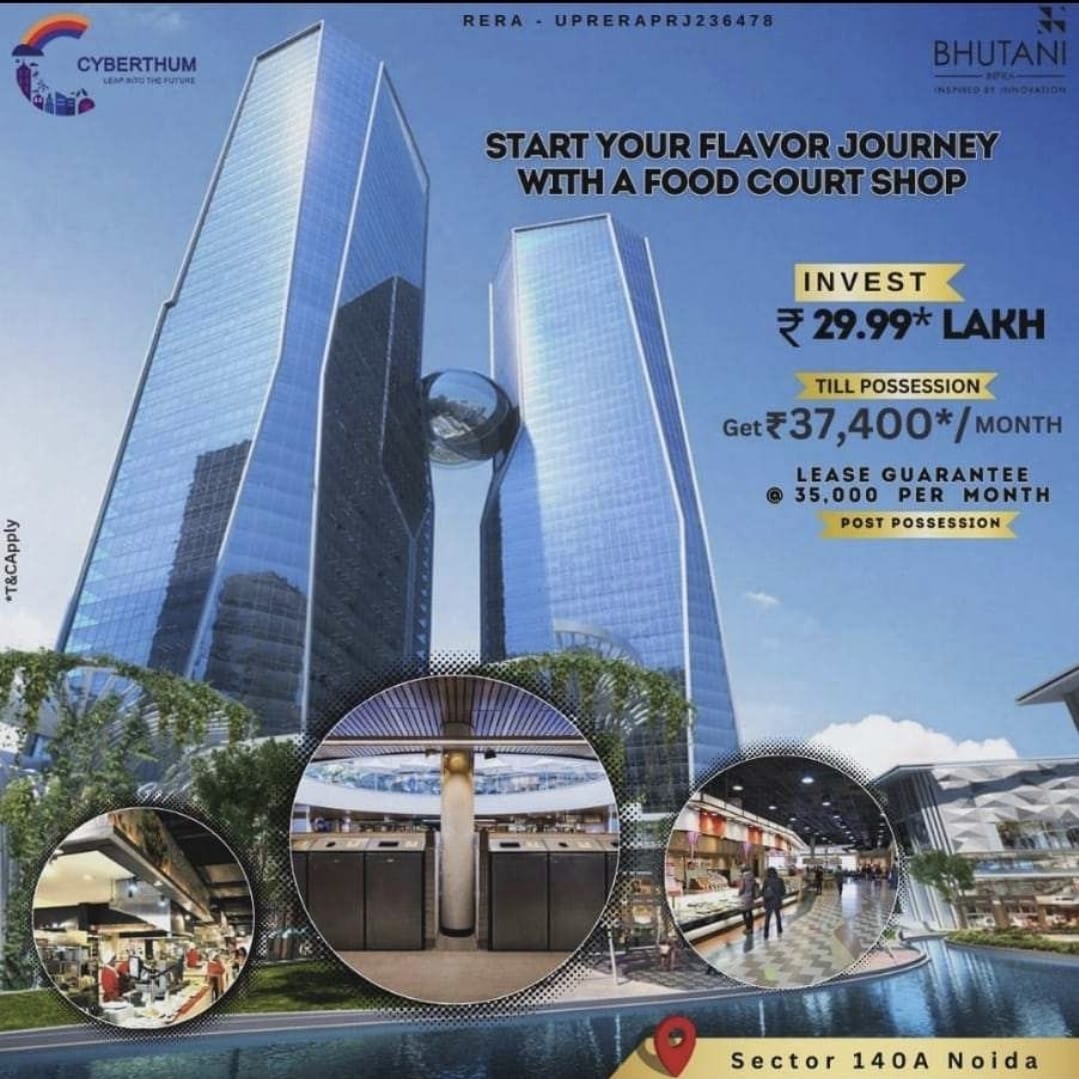 RERA - UPRERAPRJ236478
CYBERTHUM
LEAP INTO THE FUTURE
BHUTANI
INFRA
INSPIRED BY INNOVATION
START YOUR FLAVOR JOURNEY
WITH A FOOD COURT SHOP
INVEST
₹ 29.99* LAKH
TILL POSSESSION
Get ₹37,400*/MONTH
LEASE GUARANTEE
@ 35,000 PER MONTH
POST POSSESSION
*T&CApply
Sector 140A Noida